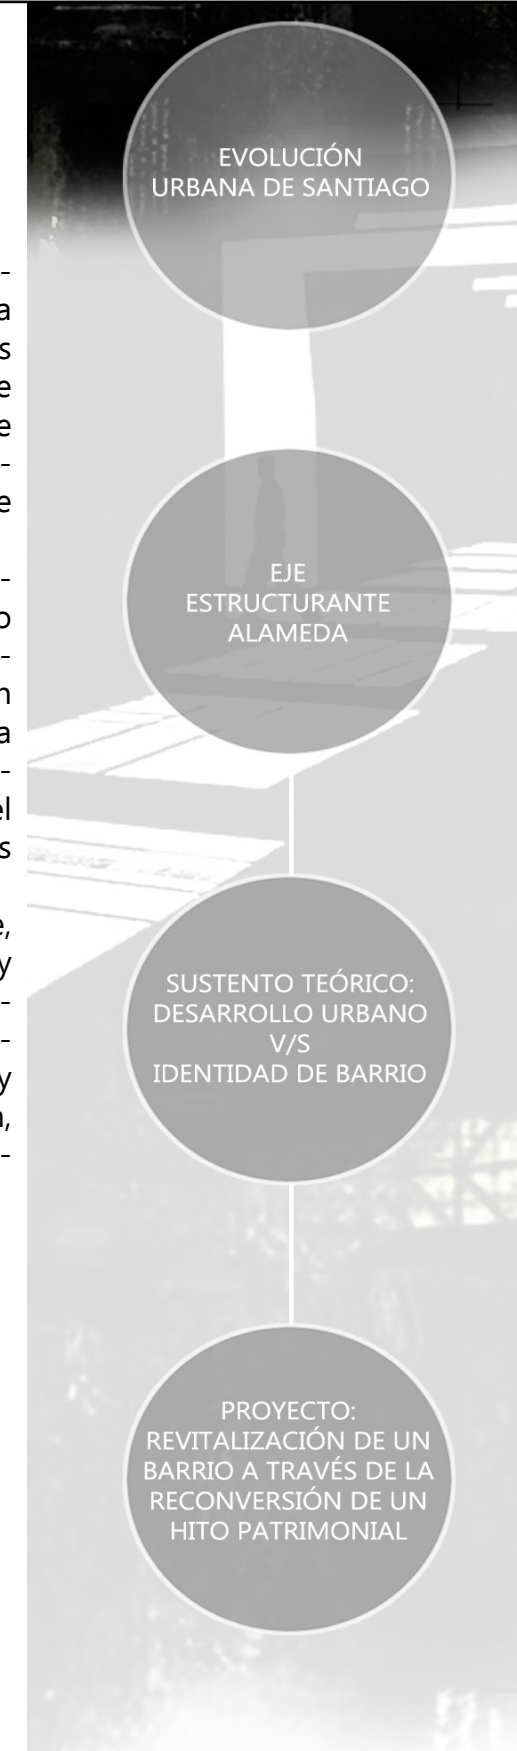 EVOLUCIÓN
URBANA DE SANTIAGO
EJE
ESTRUCTURANTE
ALAMEDA
SUSTENTO TEÓRICO:
DESARROLLO URBANO
V/S
IDENTIDAD DE BARRIO
PROYECTO:
REVITALIZACIÓN DE UN
BARRIO A TRAVÉS DE LA
RECONVERSIÓN DE UN
HITO PATRIMONIAL